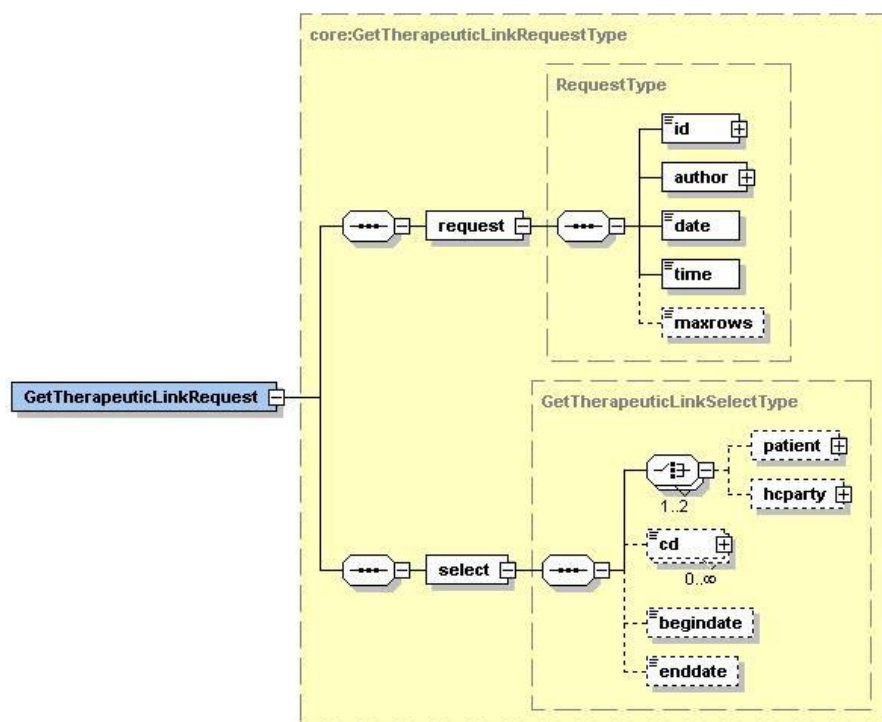 core:GetTherapeuticLinkRequestType
RequestType
id
author
request
date
time
maxrows
GetTherapeuticLinkRequest
GetTherapeuticLinkSelectType
patient
hcparty
1..2
cd
0..∞
select
begindate
enddate